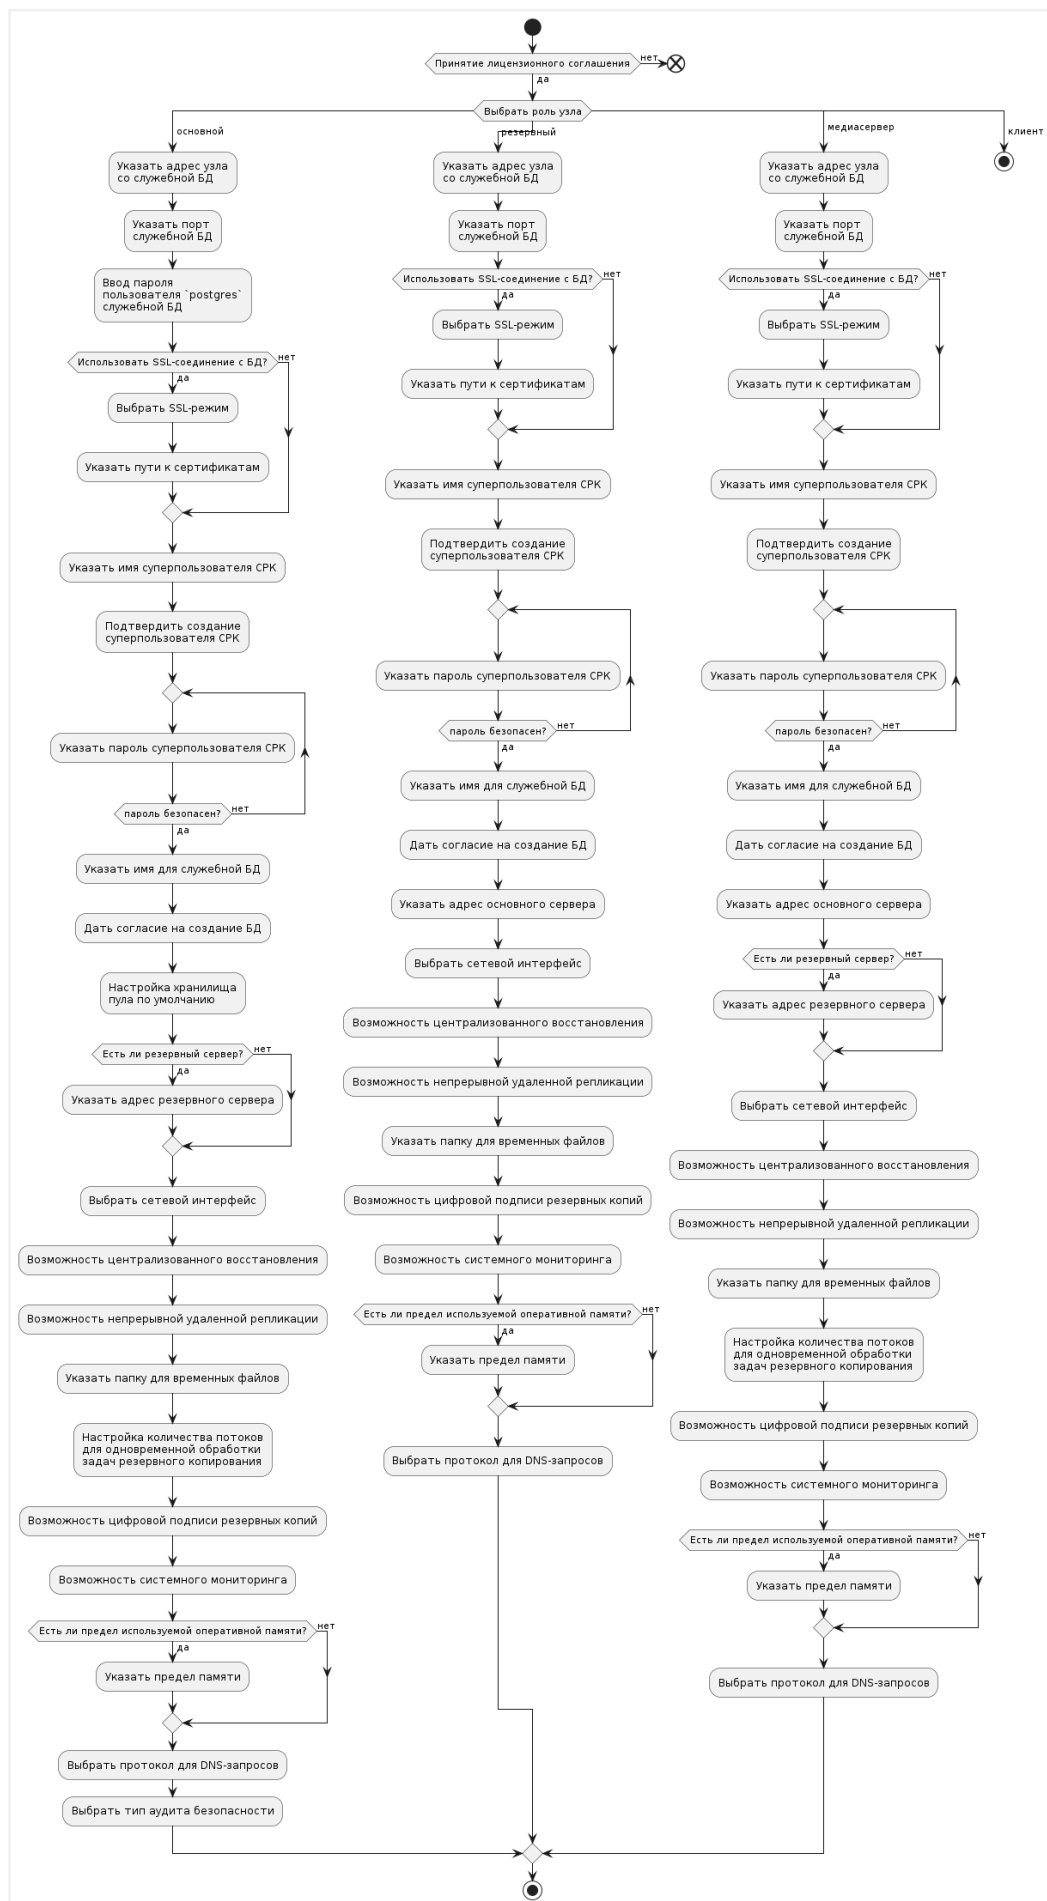 Принятие лицензионного соглашения
нет
да
Выбрать роль узла
основной
Указать адрес узла
со служебной БД
Указать порт
служебной БД
Ввод пароля
пользователя `postgres`
служебной БД
Использовать SSL-соединение с БД?
нет
да
Выбрать SSL-режим
Указать пути к сертификатам
Указать имя суперпользователя СРК
Подтвердить создание
суперпользователя СРК
Указать пароль суперпользователя СРК
пароль безопасен?
нет
да
Указать имя для служебной БД
Дать согласие на создание БД
Настройка хранилища
пула по умолчанию
Есть ли резервный сервер?
нет
да
Указать адрес резервного сервера
Выбрать сетевой интерфейс
Возможность централизованного восстановления
Возможность непрерывной удаленной репликации
Указать папку для временных файлов
Настройка количества потоков
для одновременной обработки
задач резервного копирования
Возможность цифровой подписи резервных копий
Возможность системного мониторинга
Есть ли предел используемой оперативной памяти?
нет
да
Указать предел памяти
Выбрать протокол для DNS-запросов
Выбрать тип аудита безопасности
резервный
Указать адрес узла
со служебной БД
Указать порт
служебной БД
Использовать SSL-соединение с БД?
нет
да
Выбрать SSL-режим
Указать пути к сертификатам
Указать имя суперпользователя СРК
Подтвердить создание
суперпользователя СРК
Указать пароль суперпользователя СРК
пароль безопасен?
нет
да
Указать имя для служебной БД
Дать согласие на создание БД
Указать адрес основного сервера
Выбрать сетевой интерфейс
Возможность централизованного восстановления
Возможность непрерывной удаленной репликации
Указать папку для временных файлов
Возможность цифровой подписи резервных копий
Возможность системного мониторинга
Есть ли предел используемой оперативной памяти?
нет
да
Указать предел памяти
Выбрать протокол для DNS-запросов
медиасервер
Указать адрес узла
со служебной БД
Указать порт
служебной БД
Использовать SSL-соединение с БД?
нет
да
Выбрать SSL-режим
Указать пути к сертификатам
Указать имя суперпользователя СРК
Подтвердить создание
суперпользователя СРК
Указать пароль суперпользователя СРК
пароль безопасен?
нет
да
Указать имя для служебной БД
Дать согласие на создание БД
Указать адрес основного сервера
Есть ли резервный сервер?
нет
да
Указать адрес резервного сервера
Выбрать сетевой интерфейс
Возможность централизованного восстановления
Возможность непрерывной удаленной репликации
Указать папку для временных файлов
Настройка количества потоков
для одновременной обработки
задач резервного копирования
Возможность цифровой подписи резервных копий
Возможность системного мониторинга
Есть ли предел используемой оперативной памяти?
нет
да
Указать предел памяти
Выбрать протокол для DNS-запросов
клиент